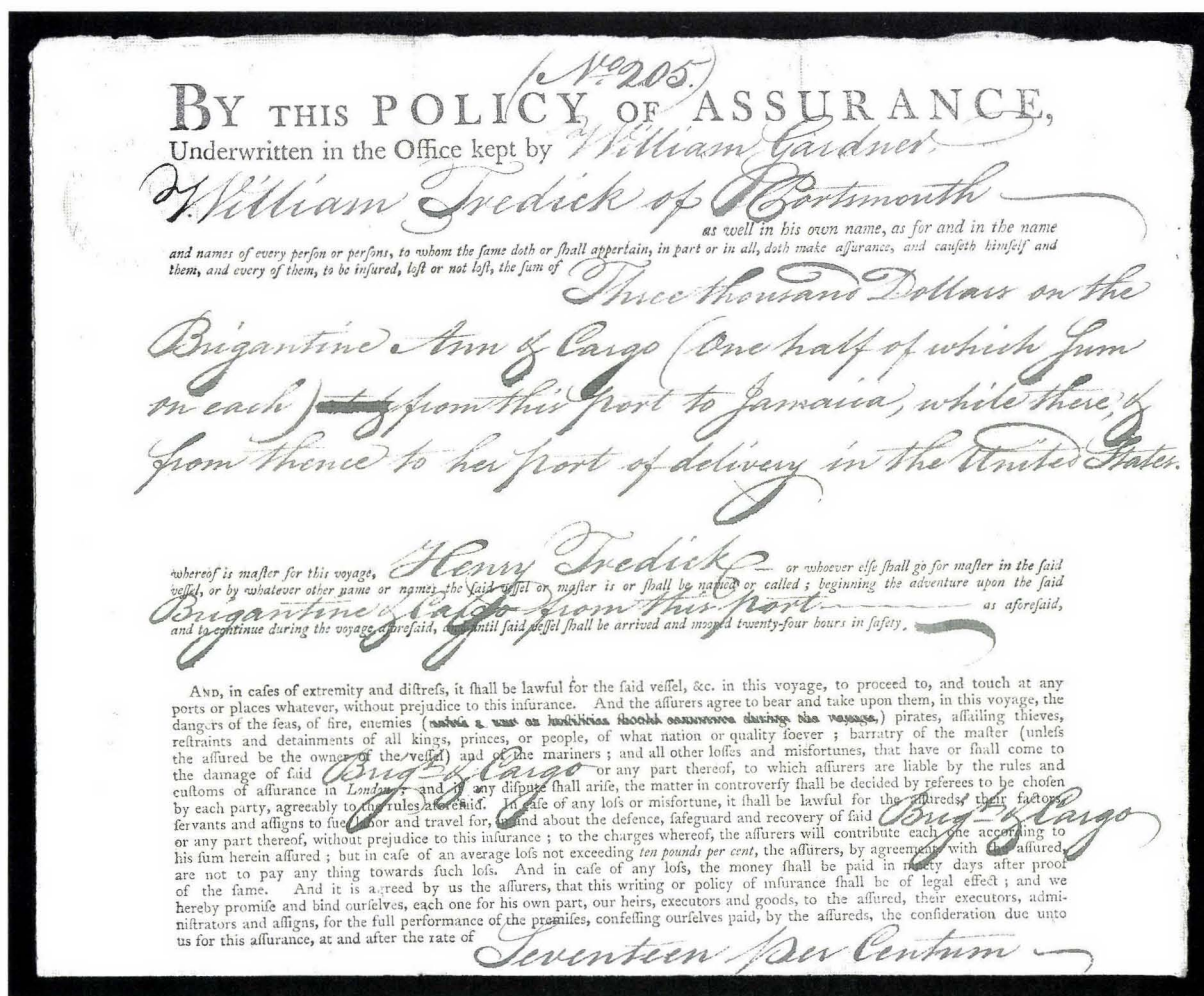 (No. 205.)
BY THIS POLICY OF ASSURANCE,
Underwritten in the Office kept by William Gardner.
William Tredick of Portsmouth
as well in his own name, as for and in the name
and names of every perſon or perſons, to whom the ſame doth or ſhall appertain, in part or in all, doth make aſſurance, and cauſeth himſelf and
them, and every of them, to be inſured, loſt or not loſt, the ſum of
Three thousand Dollars on the
Brigantine Ann & Cargo (One half of which Sum
on each) from this port to Jamaica, while there, &
from thence to her port of delivery in the United States.
whereof is maſter for this voyage, Henry Tredick or whoever elſe ſhall go for maſter in the ſaid
veſſel, or by whatever other name or names the ſaid veſſel or maſter is or ſhall be named or called ; beginning the adventure upon the ſaid
Brigantine & Cargo from this port as aforeſaid,
and to continue during the voyage aforeſaid, and until ſaid veſſel ſhall be arrived and moored twenty-four hours in ſafety.
AND, in caſes of extremity and diſtreſs, it ſhall be lawful for the ſaid veſſel, &c. in this voyage, to proceed to, and touch at any
ports or places whatever, without prejudice to this inſurance. And the aſſurers agree to bear and take upon them, in this voyage, the
dangers of the ſeas, of fire, enemies ( ) pirates, aſſailing thieves,
reſtraints and detainments of all kings, princes, or people, of what nation or quality ſoever ; barratry of the maſter (unleſs
the aſſured be the owner of the veſſel) and of the mariners ; and all other loſſes and misfortunes, that have or ſhall come to
the damage of ſaid Brigt. & Cargo or any part thereof, to which aſſurers are liable by the rules and
cuſtoms of aſſurance in London : and if any diſpute ſhall ariſe, the matter in controverſy ſhall be decided by referees to be choſen
by each party, agreeably to the rules aforeſaid. In caſe of any loſs or misfortune, it ſhall be lawful for the aſſureds, their factors,
ſervants and aſſigns to ſue, labor and travel for, in and about the defence, ſafeguard and recovery of ſaid Brigt. & Cargo
or any part thereof, without prejudice to this inſurance ; to the charges whereof, the aſſurers will contribute each one according to
his ſum herein aſſured ; but in caſe of an average loſs not exceeding ten pounds per cent, the aſſurers, by agreement with the aſſured,
are not to pay any thing towards ſuch loſs. And in caſe of any loſs, the money ſhall be paid in ninety days after proof
of the ſame. And it is agreed by us the aſſurers, that this writing or policy of inſurance ſhall be of legal effect ; and we
hereby promiſe and bind ourſelves, each one for his own part, our heirs, executors and goods, to the aſſured, their executors, admi-
niſtrators and aſſigns, for the full performance of the premiſes, confeſſing ourſelves paid, by the aſſureds, the conſideration due unto
us for this aſſurance, at and after the rate of Seventeen per Centum